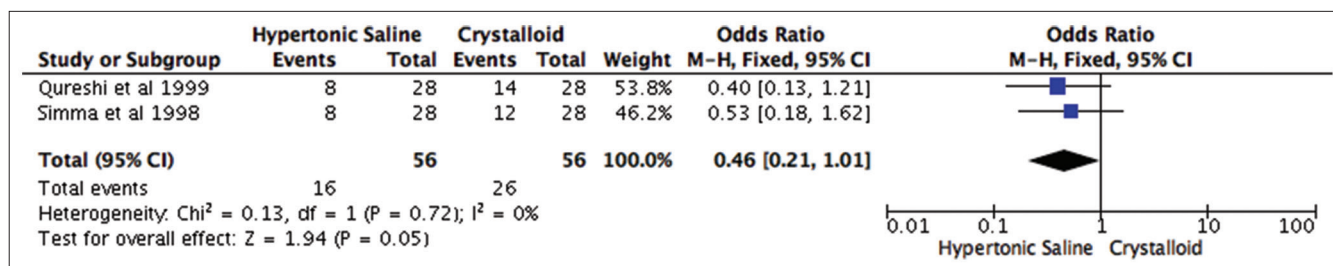 Hypertonic Saline Crystalloid Odds Ratio Odds Ratio
Study or Subgroup Events Total Events Total Weight M-H, Fixed, 95% CI M-H, Fixed, 95% CI
Qureshi et al 1999 8 28 14 28 53.8% 0.40 [0.13, 1.21]
Simma et al 1998 8 28 12 28 46.2% 0.53 [0.18, 1.62]
Total (95% CI) 56 56 100.0% 0.46 [0.21, 1.01]
Total events 16 26
Heterogeneity: Chi² = 0.13, df = 1 (P = 0.72); I² = 0%
Test for overall effect: Z = 1.94 (P = 0.05)
0.01 0.1 1 10 100
Hypertonic Saline Crystalloid